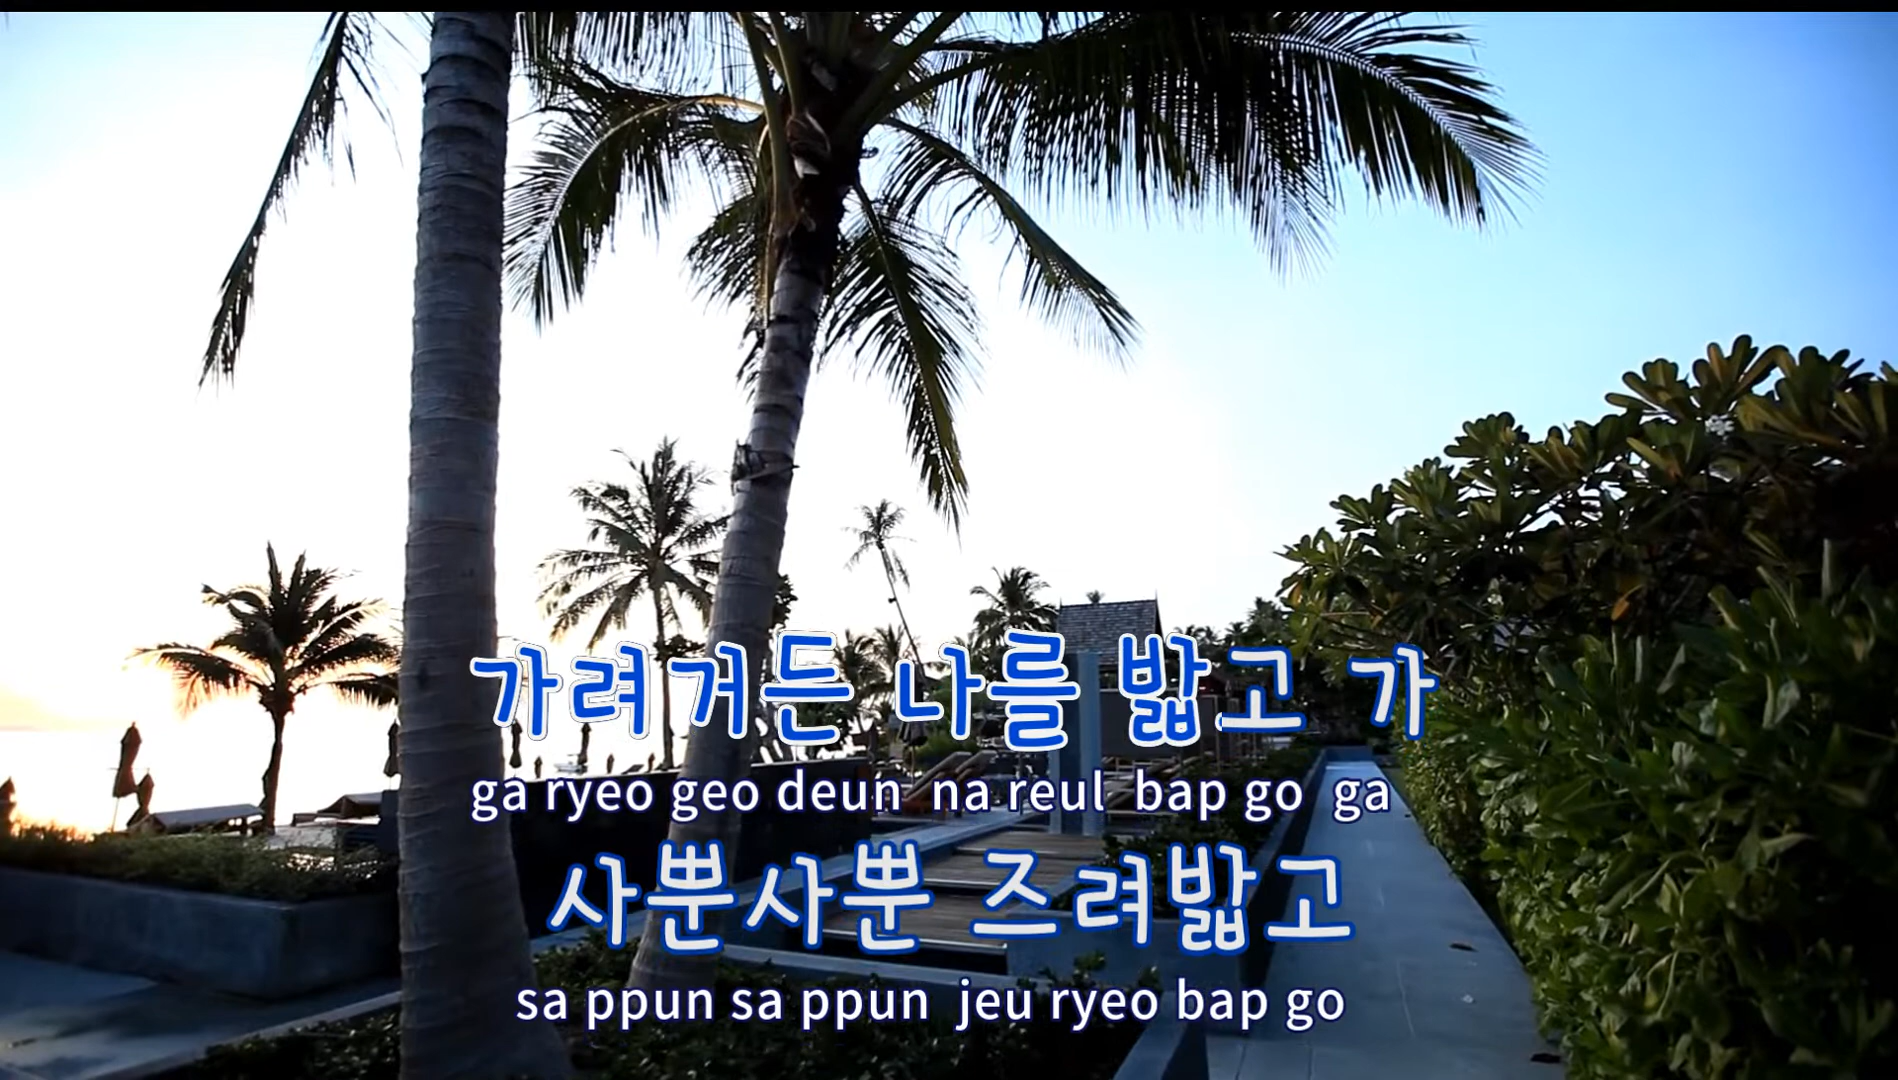 가려거든 나를 밟고 가
ga ryeo geo deun na reul bap go ga
사뿐사뿐 즈려밟고
sa ppun sa ppun jeu ryeo bap go